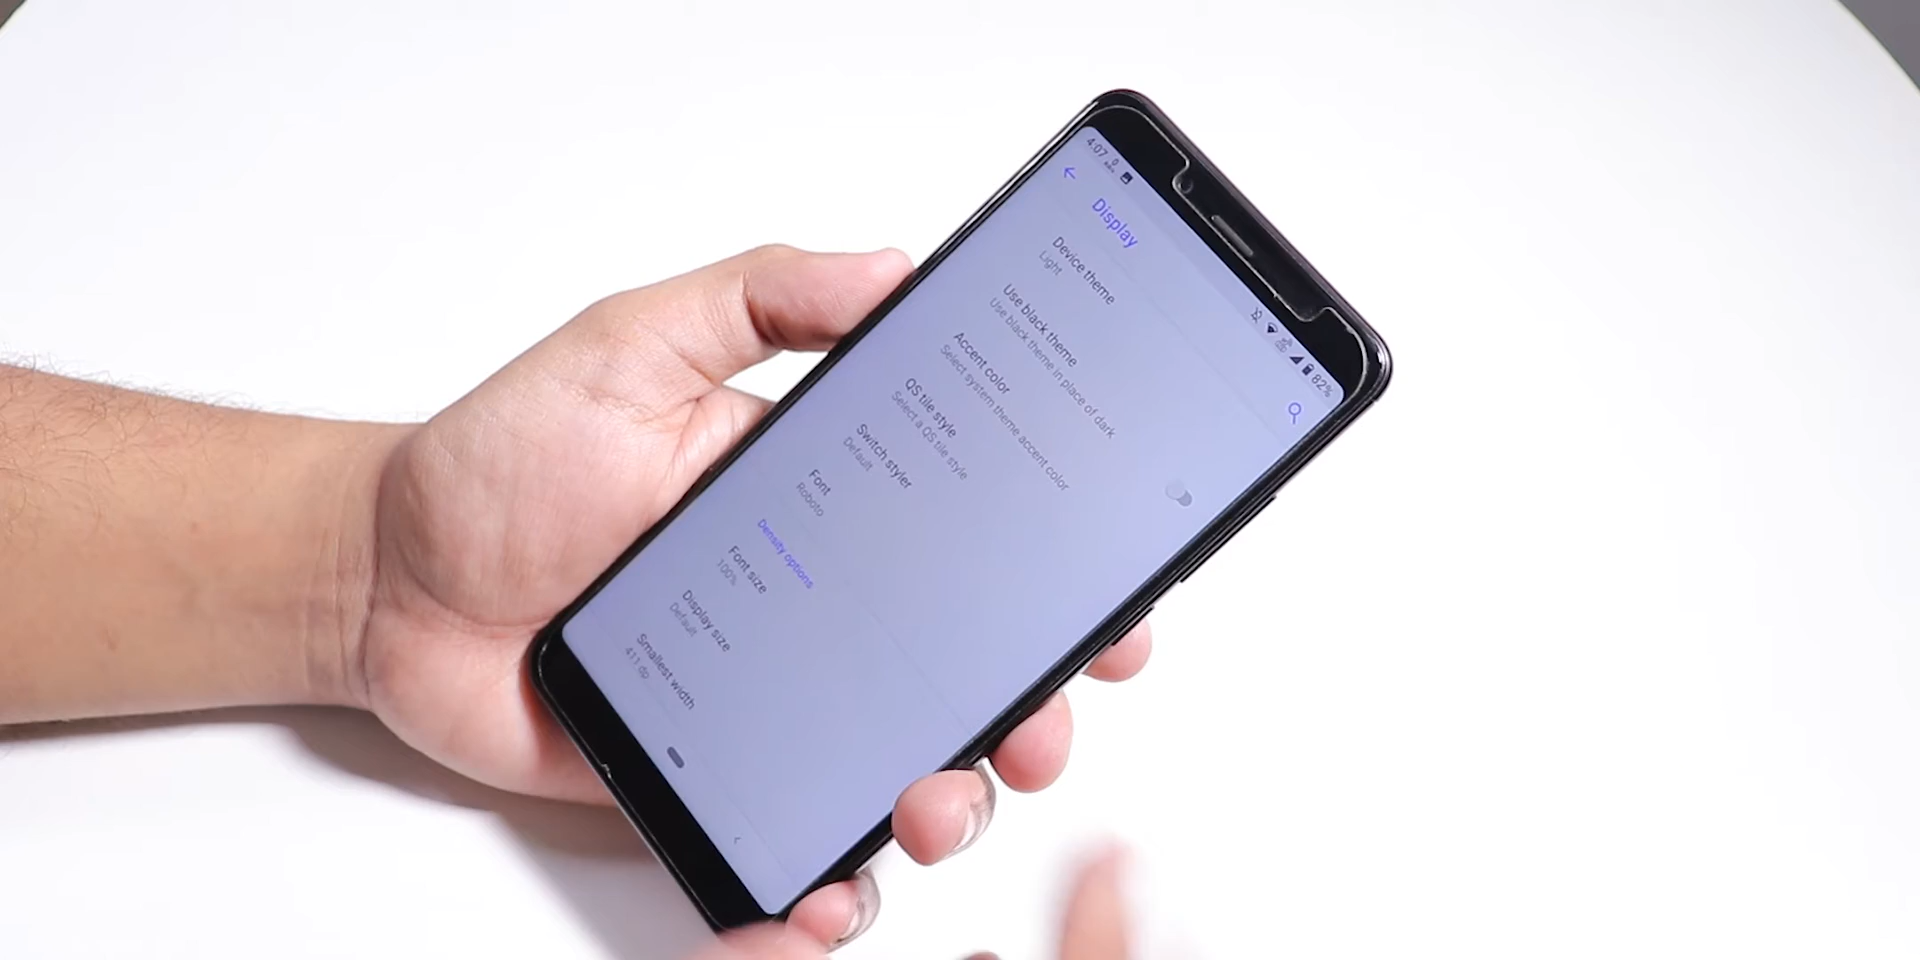 4:07
82%
Display
Device theme
Light
Use black theme
Use black theme in place of dark
Accent color
Select system theme accent color
QS tile style
Select a QS tile style
Switch styler
Default
Font
Roboto
Density options
Font size
100%
Display size
Default
Smallest width
411 dp